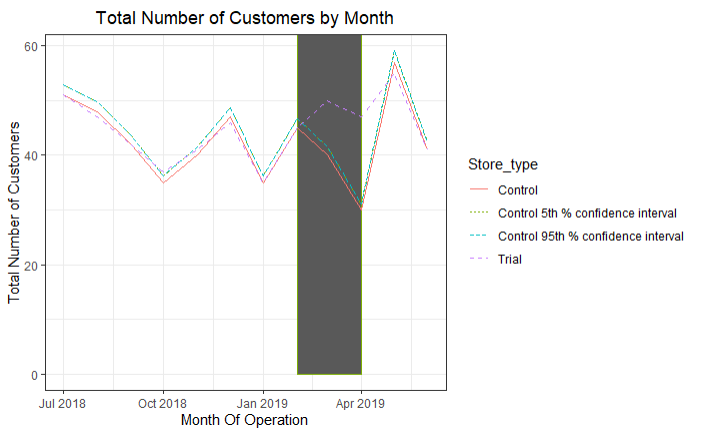 Total Number of Customers by Month
Total Number of Customers
60
40
20
0
Jul 2018
Oct 2018
Jan 2019
Apr 2019
Month Of Operation
Store_type
Control
Control 5th % confidence interval
Control 95th % confidence interval
Trial